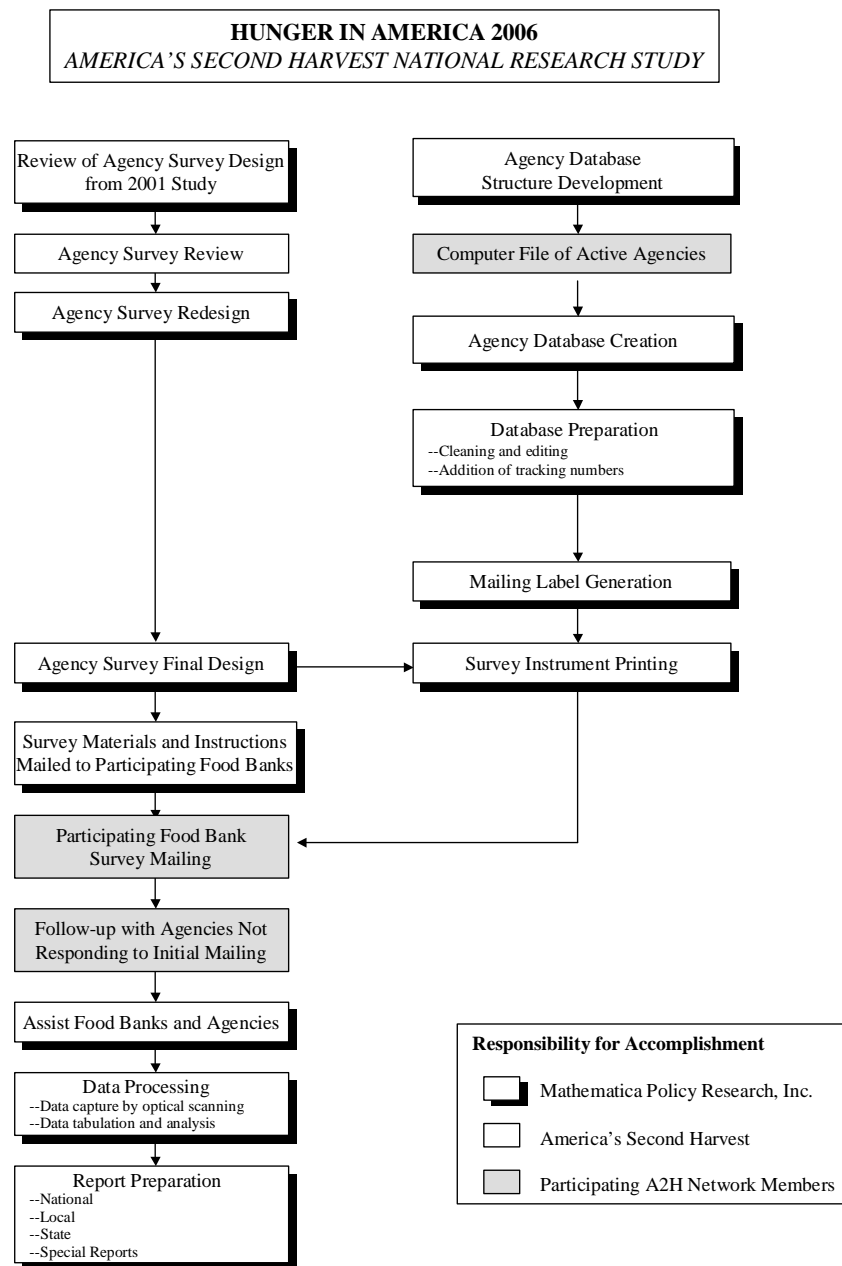 HUNGER IN AMERICA 2006
AMERICA'S SECOND HARVEST NATIONAL RESEARCH STUDY
Review of Agency Survey Design
from 2001 Study
Agency Survey Review
Agency Survey Redesign
Agency Database
Structure Development
Computer File of Active Agencies
Agency Database Creation
Database Preparation
--Cleaning and editing
--Addition of tracking numbers
Mailing Label Generation
Agency Survey Final Design
Survey Instrument Printing
Survey Materials and Instructions
Mailed to Participating Food Banks
Participating Food Bank
Survey Mailing
Follow-up with Agencies Not
Responding to Initial Mailing
Assist Food Banks and Agencies
Data Processing
--Data capture by optical scanning
--Data tabulation and analysis
Report Preparation
--National
--Local
--State
--Special Reports
Responsibility for Accomplishment
Mathematica Policy Research, Inc.
America's Second Harvest
Participating A2H Network Members